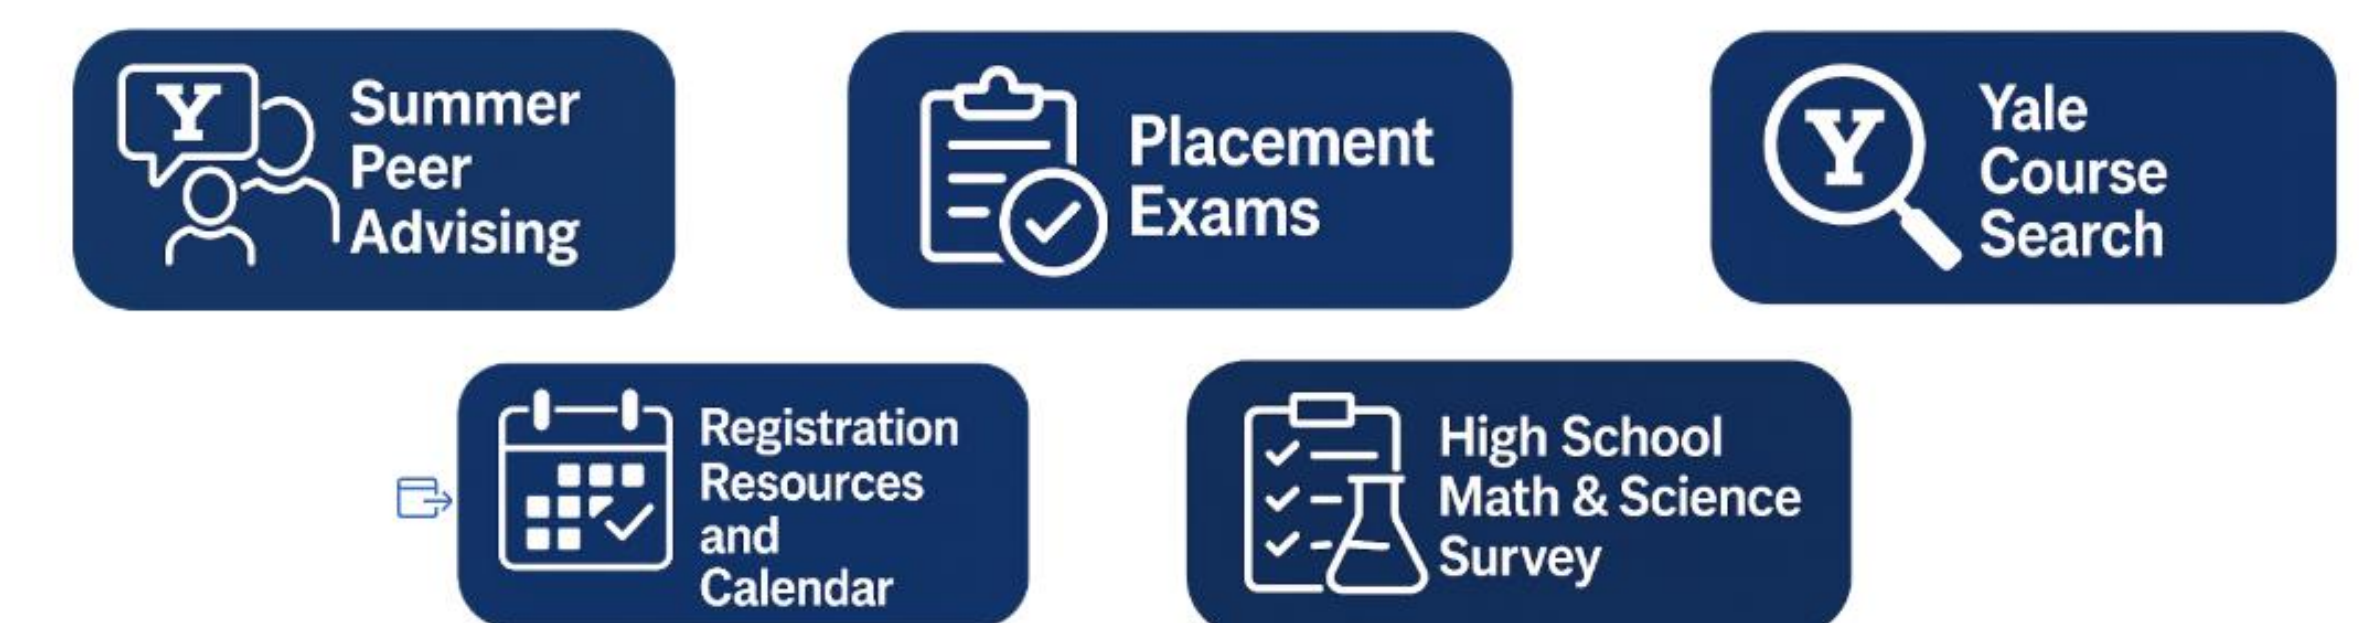 Y
Summer
Peer
Advising
Placement
Exams
Y
Yale
Course
Search
Registration
Resources
and
Calendar
High School
Math & Science
Survey